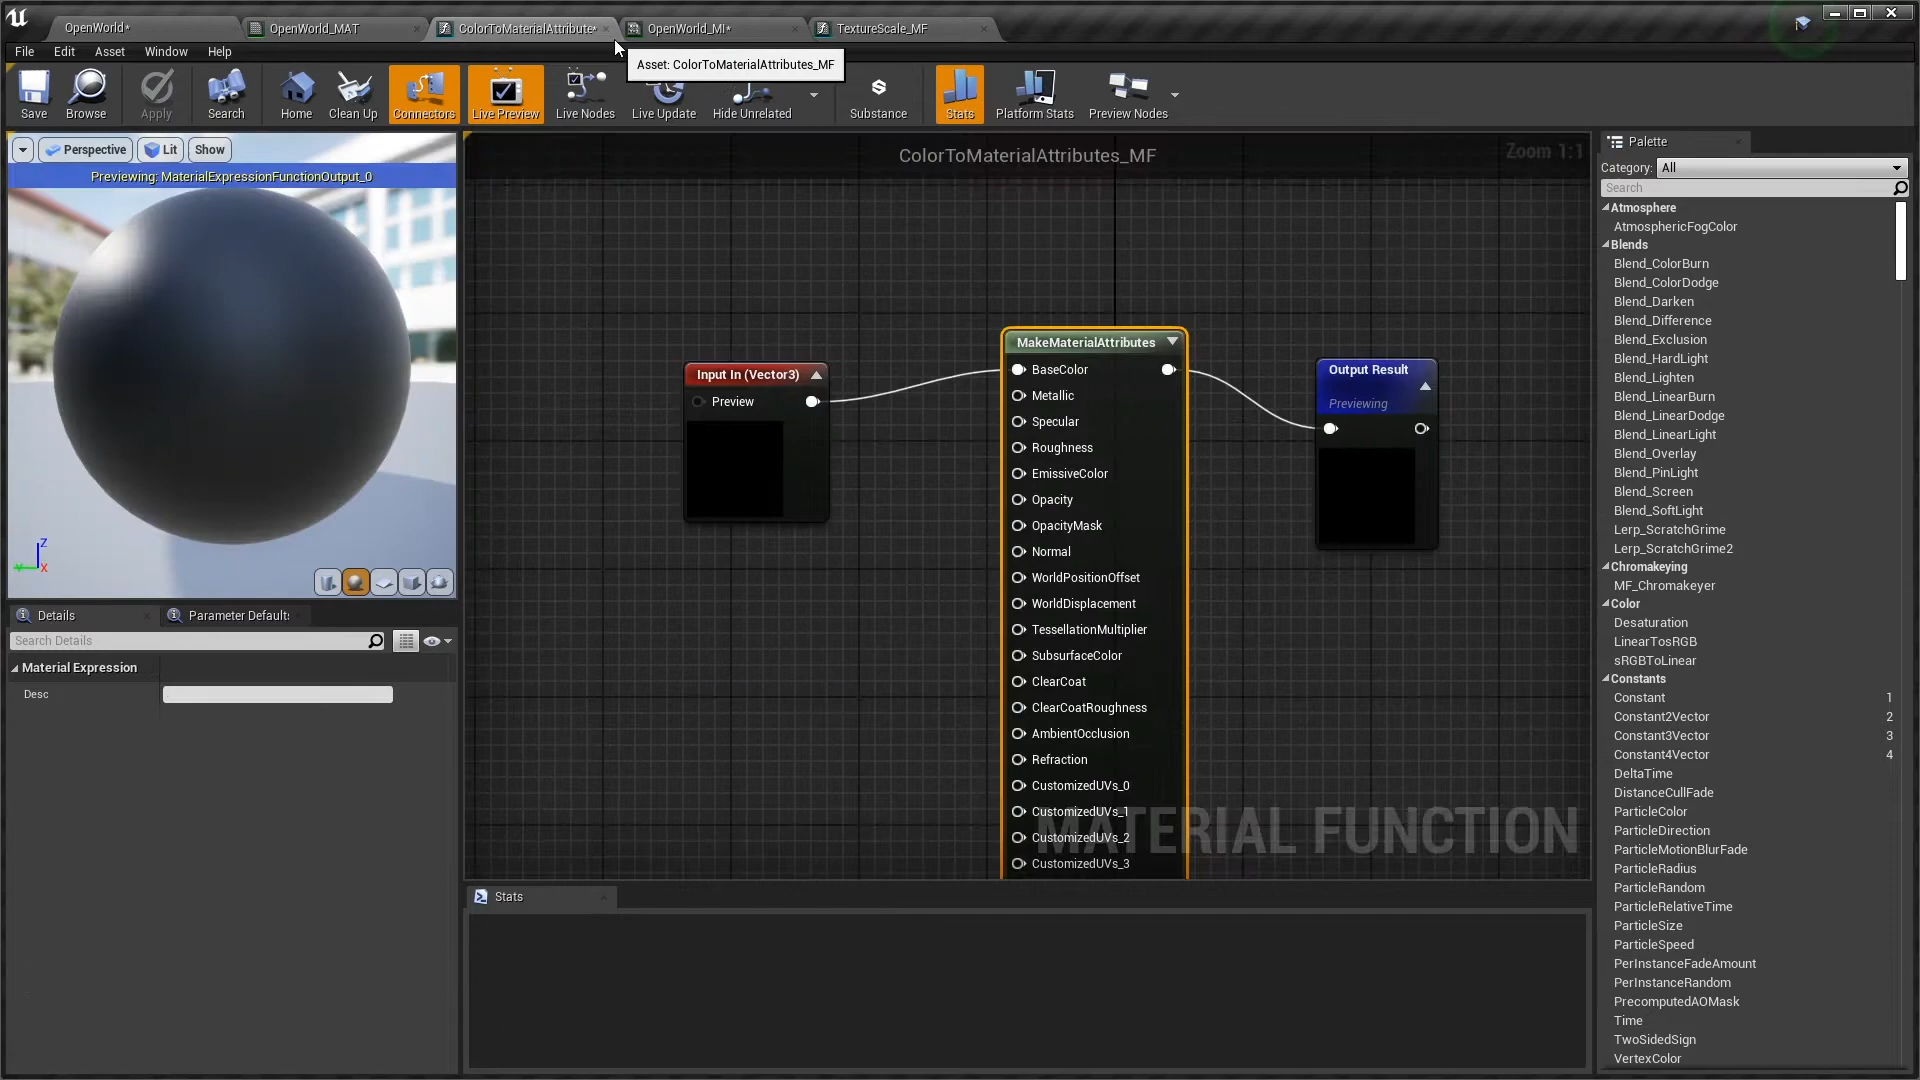 OpenWorld*
OpenWorld_MAT
ColorToMaterialAttribute*
OpenWorld_MI*
TextureScale_MF
File Edit Asset Window Help
Asset: ColorToMaterialAttributes_MF
Save
Browse
Apply
Search
Home
Clean Up
Connectors
Live Preview
Live Nodes
Live Update
Hide Unrelated
Substance
Stats
Platform Stats
Preview Nodes
Perspective
Lit
Show
Previewing: MaterialExpressionFunctionOutput_0
Z
X
Details
Parameter Defaults
Search Details
Material Expression
Desc
ColorToMaterialAttributes_MF
Zoom 1:1
Input In (Vector3)
Preview
MakeMaterialAttributes
BaseColor
Metallic
Specular
Roughness
EmissiveColor
Opacity
OpacityMask
Normal
WorldPositionOffset
WorldDisplacement
TessellationMultiplier
SubsurfaceColor
ClearCoat
ClearCoatRoughness
AmbientOcclusion
Refraction
CustomizedUVs_0
CustomizedUVs_1
CustomizedUVs_2
CustomizedUVs_3
Output Result
Previewing
MATERIAL FUNCTION
Stats
Palette
Category: All
Search
Atmosphere
AtmosphericFogColor
Blends
Blend_ColorBurn
Blend_ColorDodge
Blend_Darken
Blend_Difference
Blend_Exclusion
Blend_HardLight
Blend_Lighten
Blend_LinearBurn
Blend_LinearDodge
Blend_LinearLight
Blend_Overlay
Blend_PinLight
Blend_Screen
Blend_SoftLight
Lerp_ScratchGrime
Lerp_ScratchGrime2
Chromakeying
MF_Chromakeyer
Color
Desaturation
LinearTosRGB
sRGBToLinear
Constants
Constant 1
Constant2Vector 2
Constant3Vector 3
Constant4Vector 4
DeltaTime
DistanceCullFade
ParticleColor
ParticleDirection
ParticleMotionBlurFade
ParticleRadius
ParticleRandom
ParticleRelativeTime
ParticleSize
ParticleSpeed
PerInstanceFadeAmount
PerInstanceRandom
PrecomputedAOMask
Time
TwoSidedSign
VertexColor